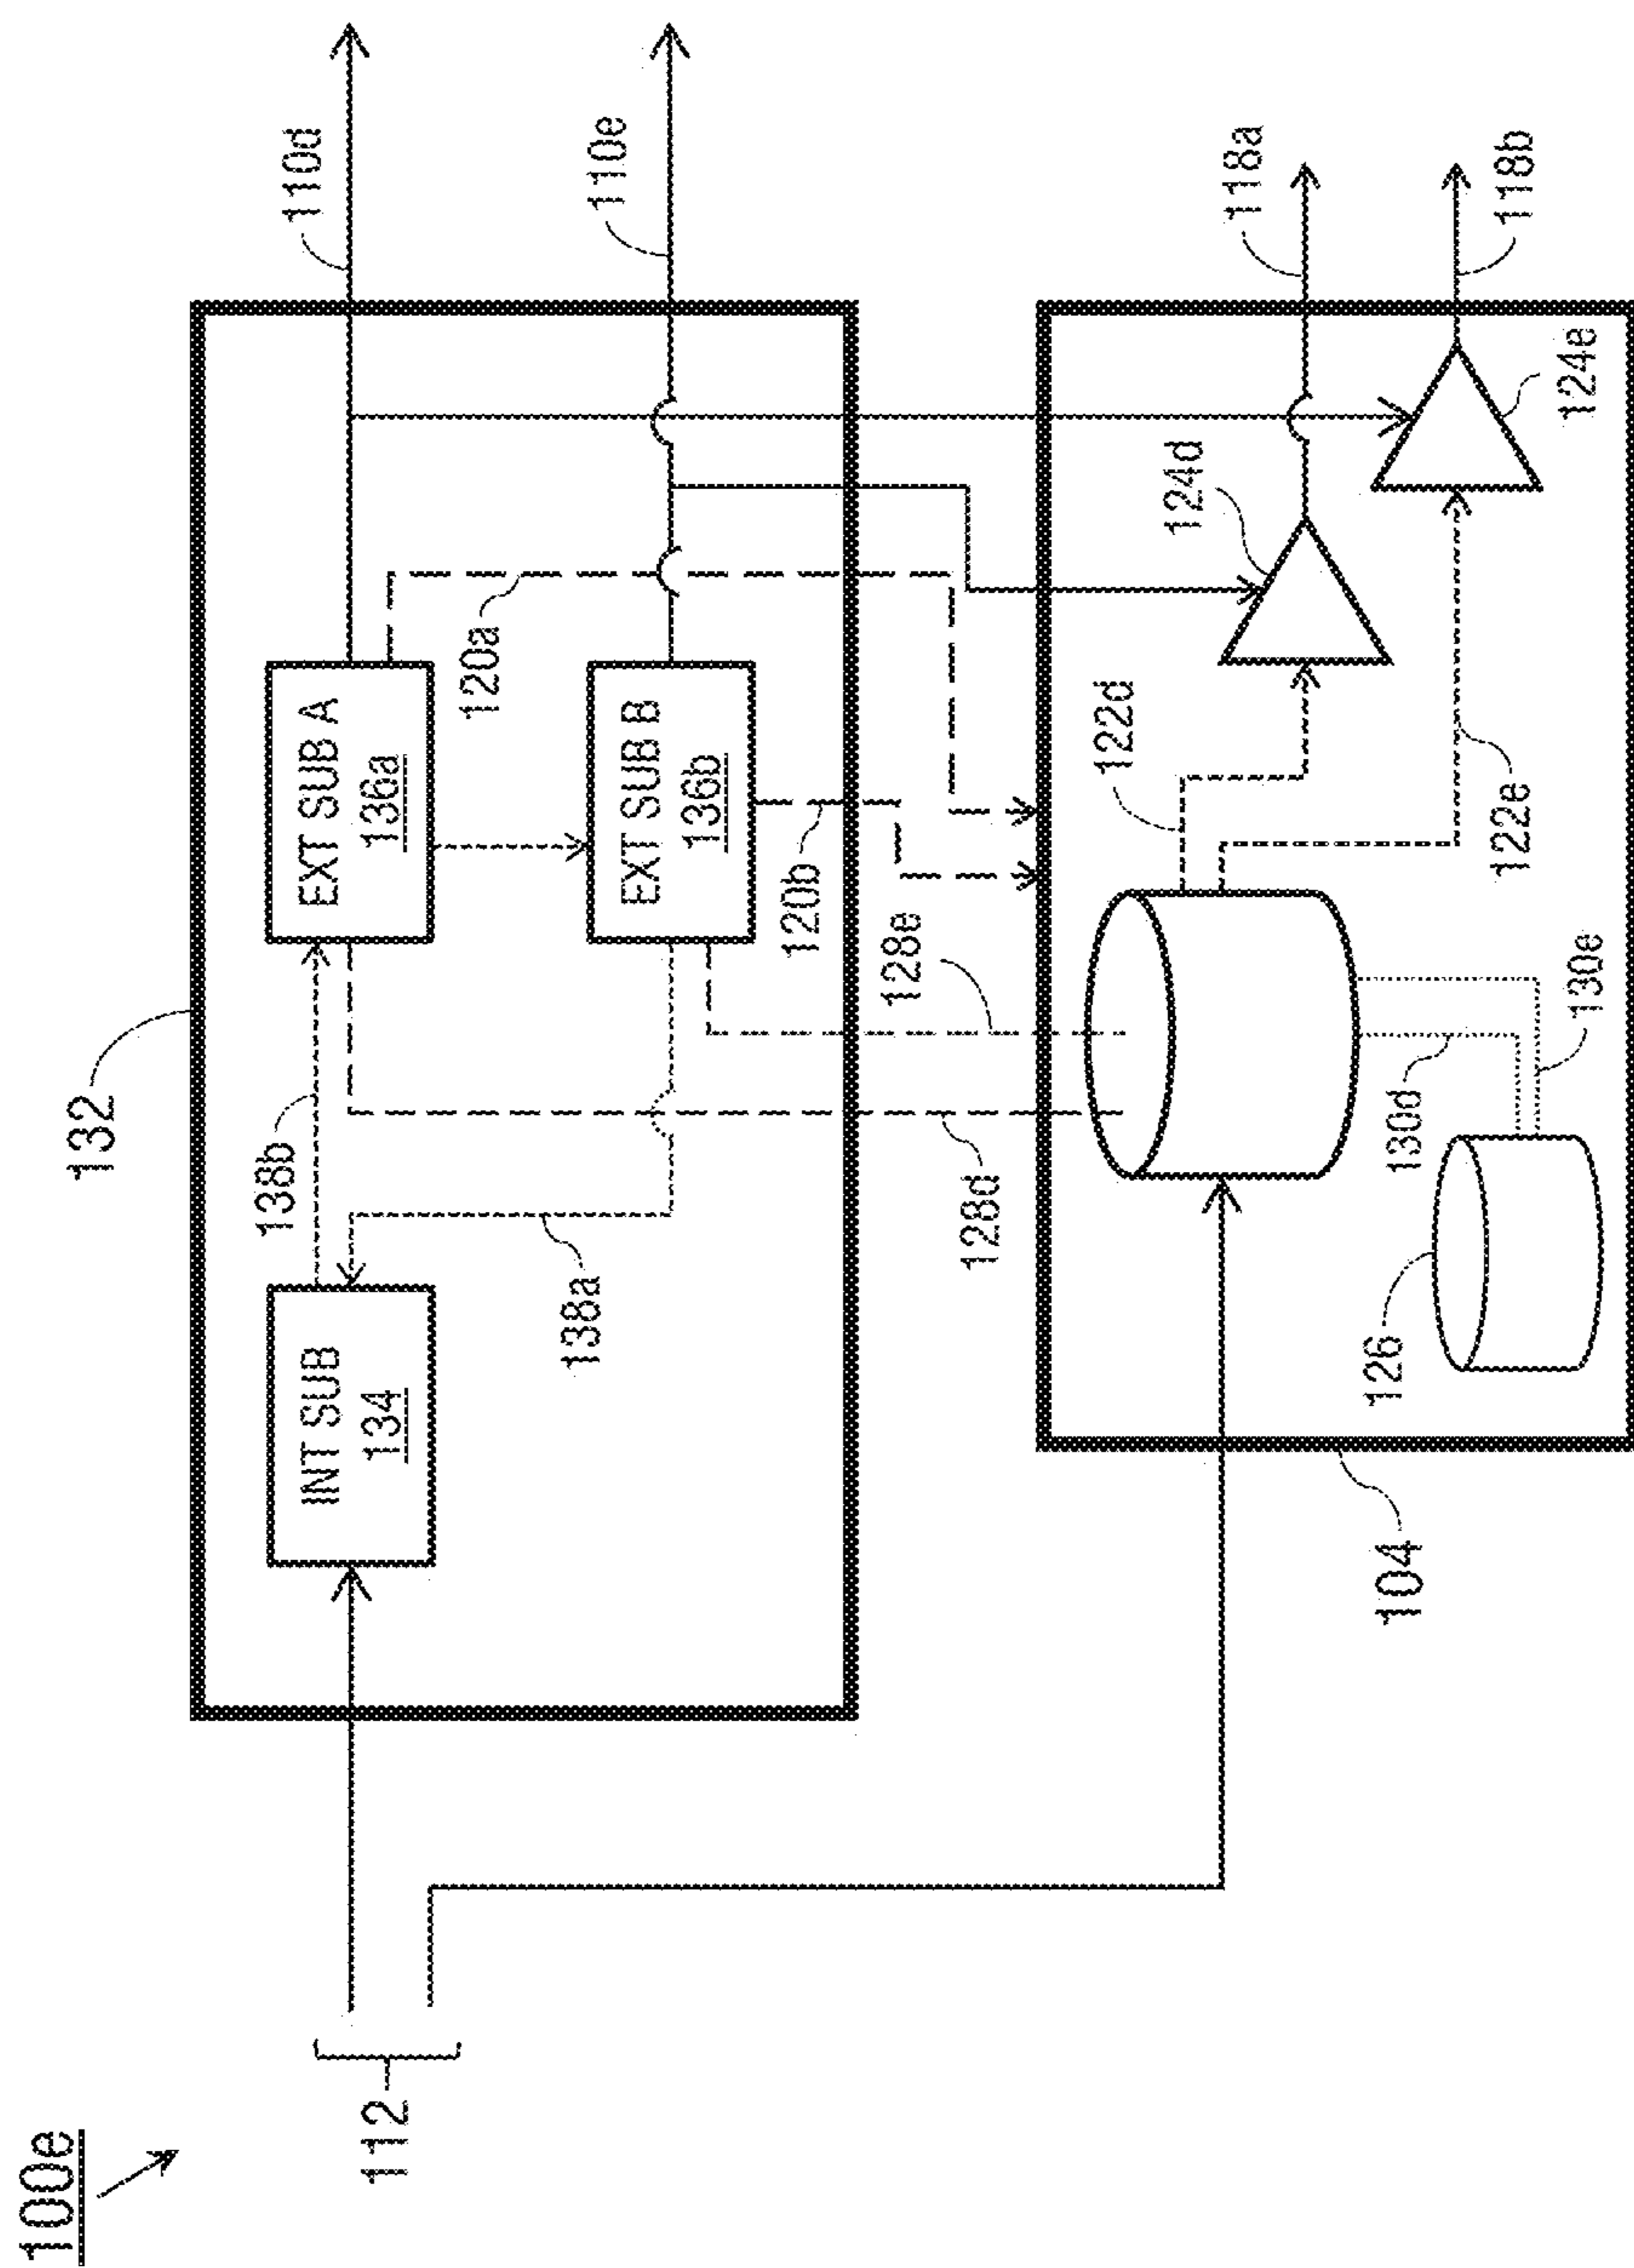 100e
132
112
INT SUB
134
138b
138a
EXT SUB A
136a
EXT SUB B
136b
120a
120b
110d
110e
128d
128e
104
126
130d
130e
122d
122e
124d
124e
118a
118b